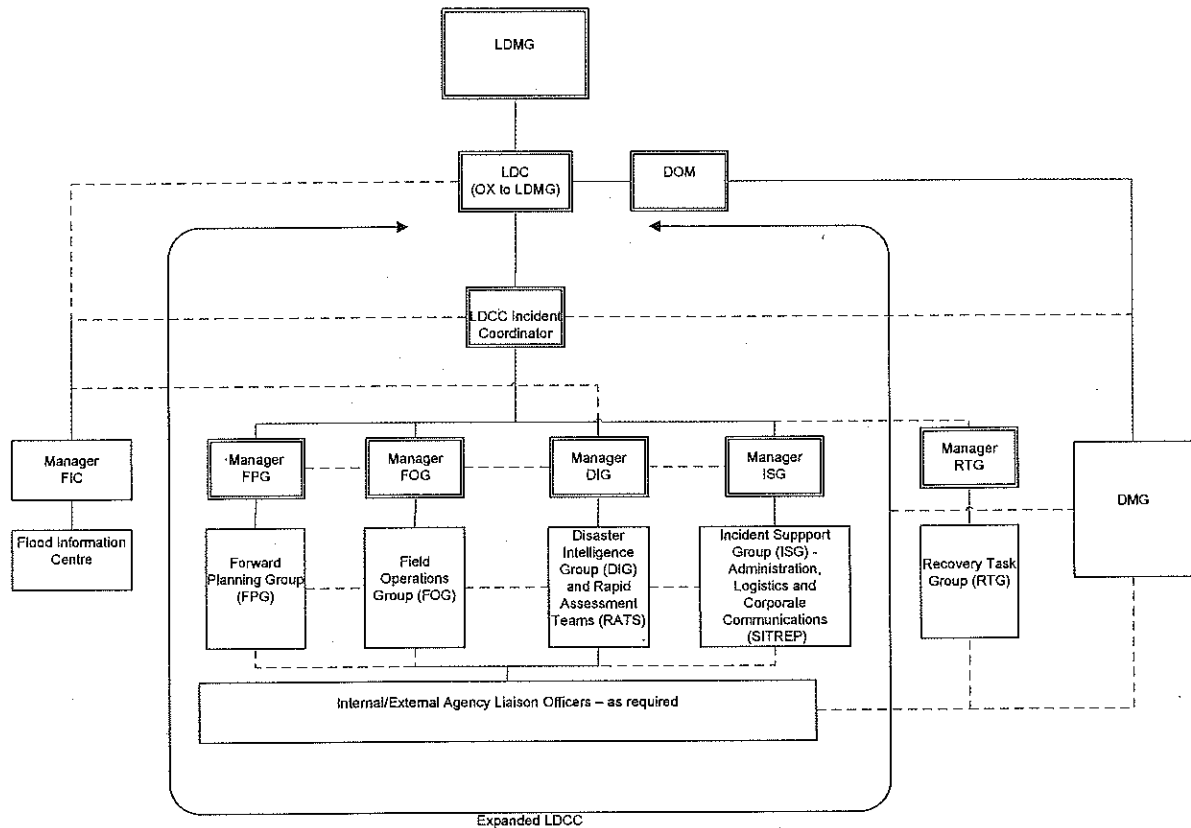 LDMG
LDC
(OX to LDMG)
DOM
LDCC Incident
Coordinator
Manager
FIC
Manager
FPG
Manager
FOG
Manager
DIG
Manager
ISG
Manager
RTG
DMG
Flood Information
Centre
Forward
Planning Group
(FPG)
Field
Operations
Group (FOG)
Disaster
Intelligence
Group (DIG)
and Rapid
Assessment
Teams (RATS)
Incident Suppport
Group (ISG) -
Administration,
Logistics and
Corporate
Communications
(SITREP)
Recovery Task
Group (RTG)
Internal/External Agency Liaison Officers – as required
Expanded LDCC